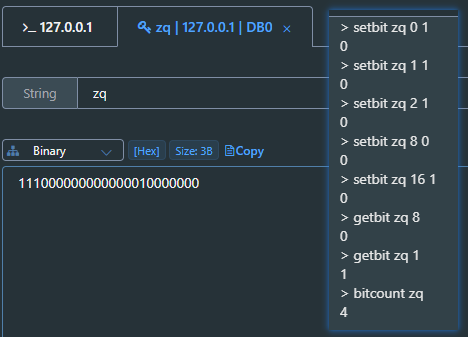 >_ 127.0.0.1
zq | 127.0.0.1 | DB0 ×
String zq
Binary [Hex] Size: 3B Copy
111000000000000010000000
> setbit zq 0 1
0
> setbit zq 1 1
0
> setbit zq 2 1
0
> setbit zq 8 0
0
> setbit zq 16 1
0
> getbit zq 8
0
> getbit zq 1
1
> bitcount zq
4